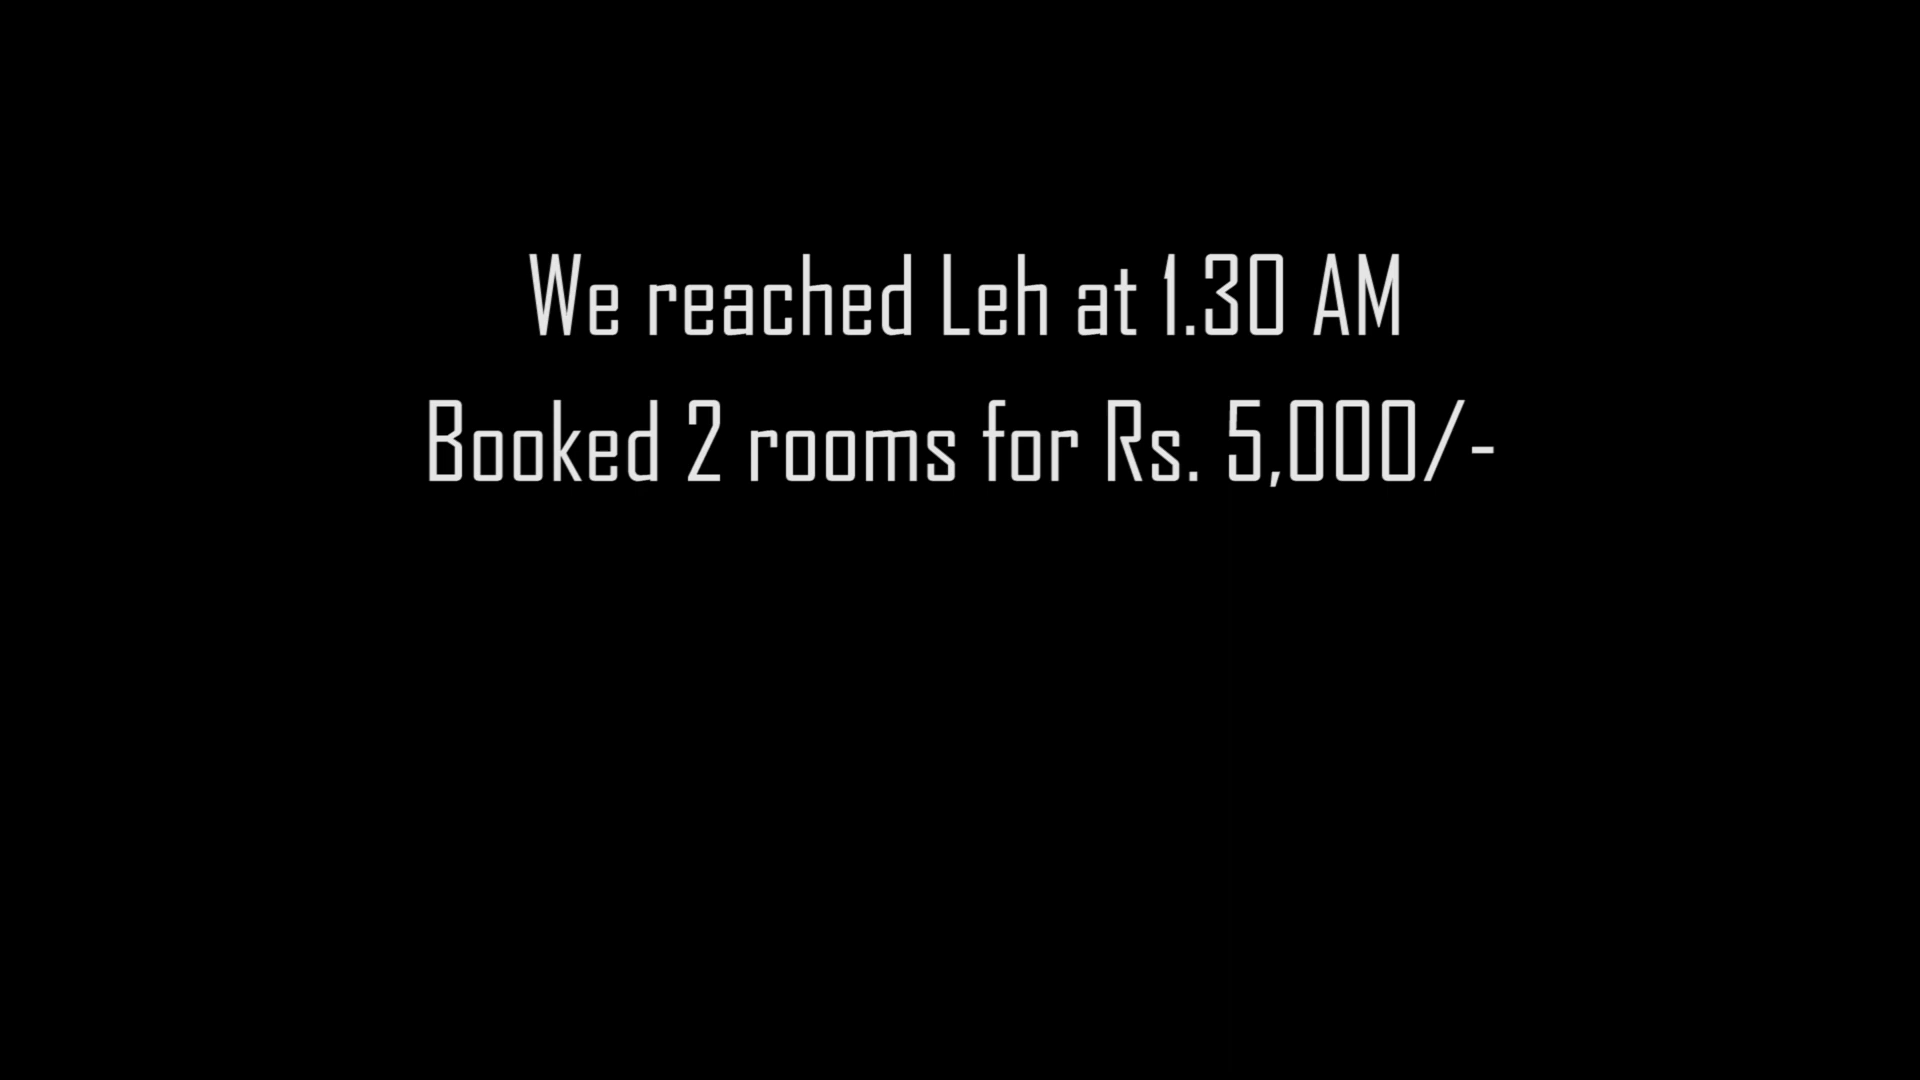 We reached Leh at 1.30 AM
Booked 2 rooms for Rs. 5,000/-